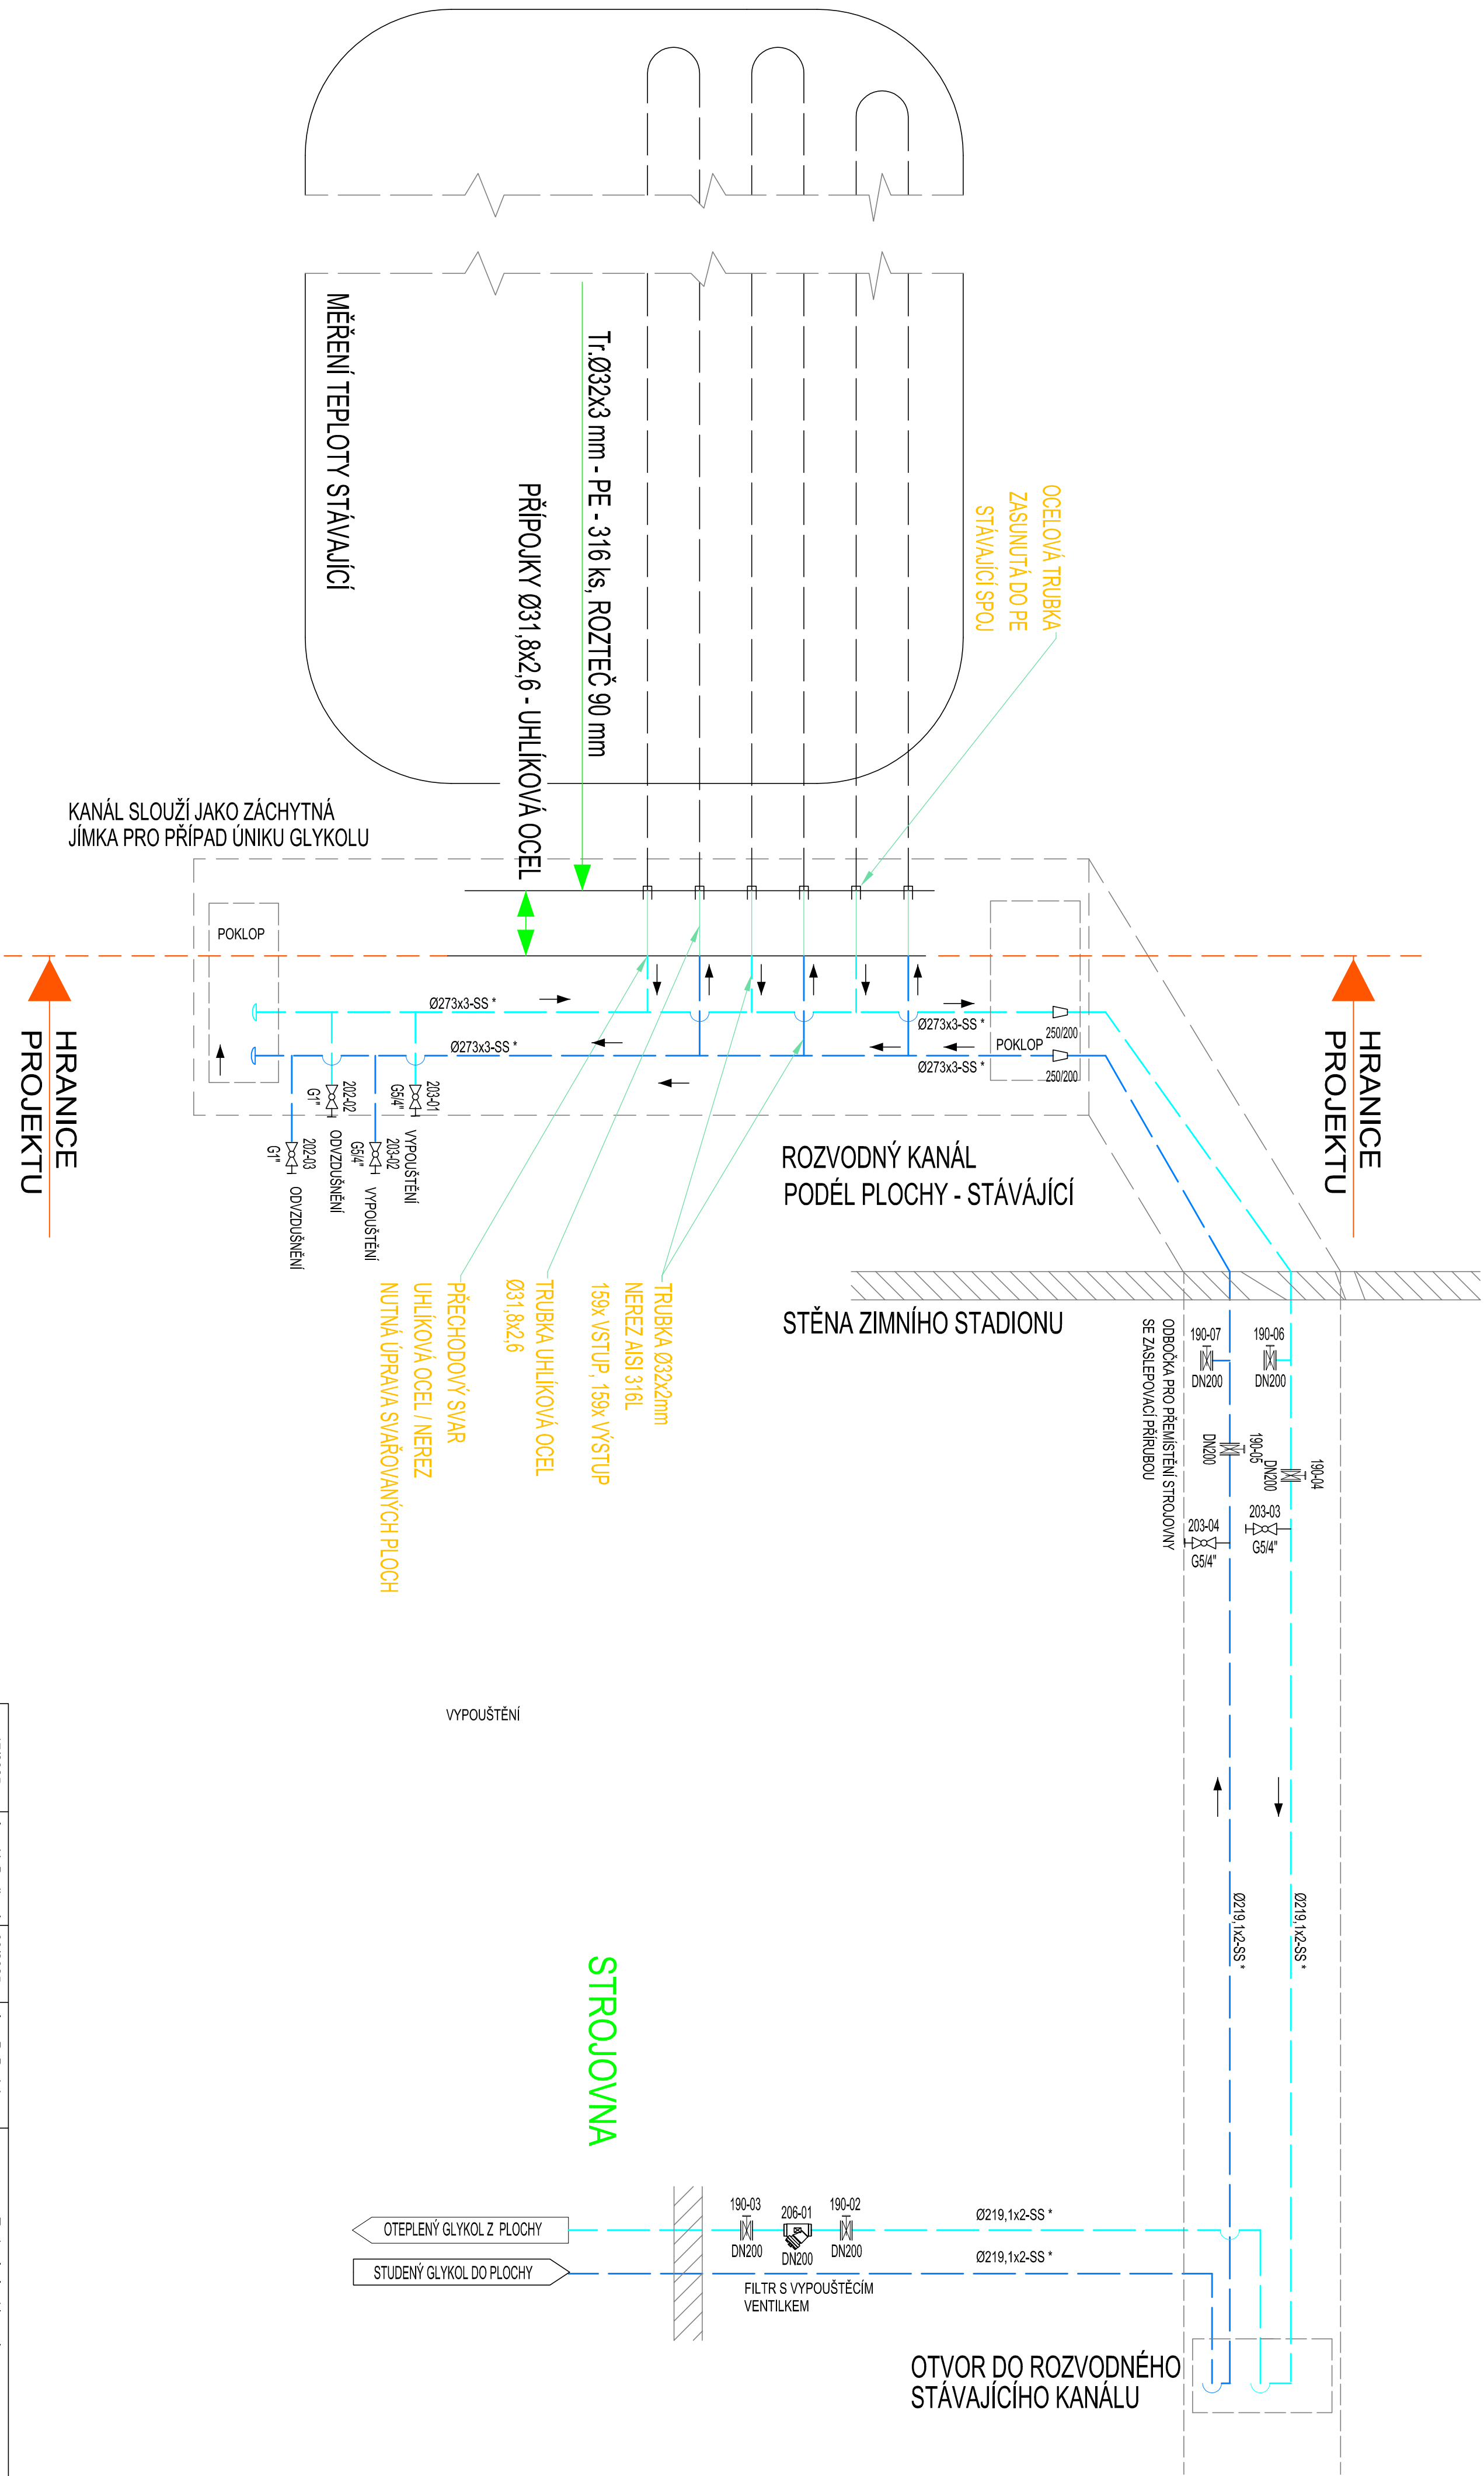 MĚŘENÍ TEPLOTY STÁVAJÍCÍ
Tr.Ø32x3 mm - PE - 316 ks, ROZTEČ 90 mm
PŘÍPOJKY Ø31,8x2,6 - UHLÍKOVÁ OCEL
OCELOVÁ TRUBKA
ZASUNUTÁ DO PE
STÁVAJÍCÍ SPOJ
KANÁL SLOUŽÍ JAKO ZÁCHYTNÁ
JÍMKA PRO PŘÍPAD ÚNIKU GLYKOLU
POKLOP
HRANICE
PROJEKTU
HRANICE
PROJEKTU
Ø273x3-SS *
Ø273x3-SS *
Ø273x3-SS *
Ø273x3-SS *
POKLOP
250/200
250/200
203-01
G5/4"
VYPOUŠTĚNÍ
202-02
G1"
ODVZDUŠNĚNÍ
203-02
G5/4"
VYPOUŠTĚNÍ
202-03
G1"
ODVZDUŠNĚNÍ
ROZVODNÝ KANÁL
PODÉL PLOCHY - STÁVÁJÍCÍ
STĚNA ZIMNÍHO STADIONU
TRUBKA Ø32x2mm
NEREZ AISI 316L
159x VSTUP, 159x VÝSTUP
TRUBKA UHLÍKOVÁ OCEL
Ø31,8x2,6
PŘECHODOVÝ SVAR
UHLÍKOVÁ OCEL / NEREZ
NUTNÁ ÚPRAVA SVAŘOVANÝCH PLOCH
190-07
DN200
190-06
DN200
ODBOČKA PRO PŘEMÍSTĚNÍ STROJOVNY
SE ZASLEPOVACÍ PŘÍRUBOU
190-05
DN200
190-04
DN200
203-04
G5/4"
203-03
G5/4"
VYPOUŠTĚNÍ
Ø219,1x2-SS *
Ø219,1x2-SS *
STROJOVNA
OTEPLENÝ GLYKOL Z PLOCHY
STUDENÝ GLYKOL DO PLOCHY
190-03
DN200
206-01
DN200
190-02
DN200
Ø219,1x2-SS *
Ø219,1x2-SS *
FILTR S VYPOUŠTĚCÍM
VENTILKEM
OTVOR DO ROZVODNÉHO
STÁVAJÍCÍHO KANÁLU